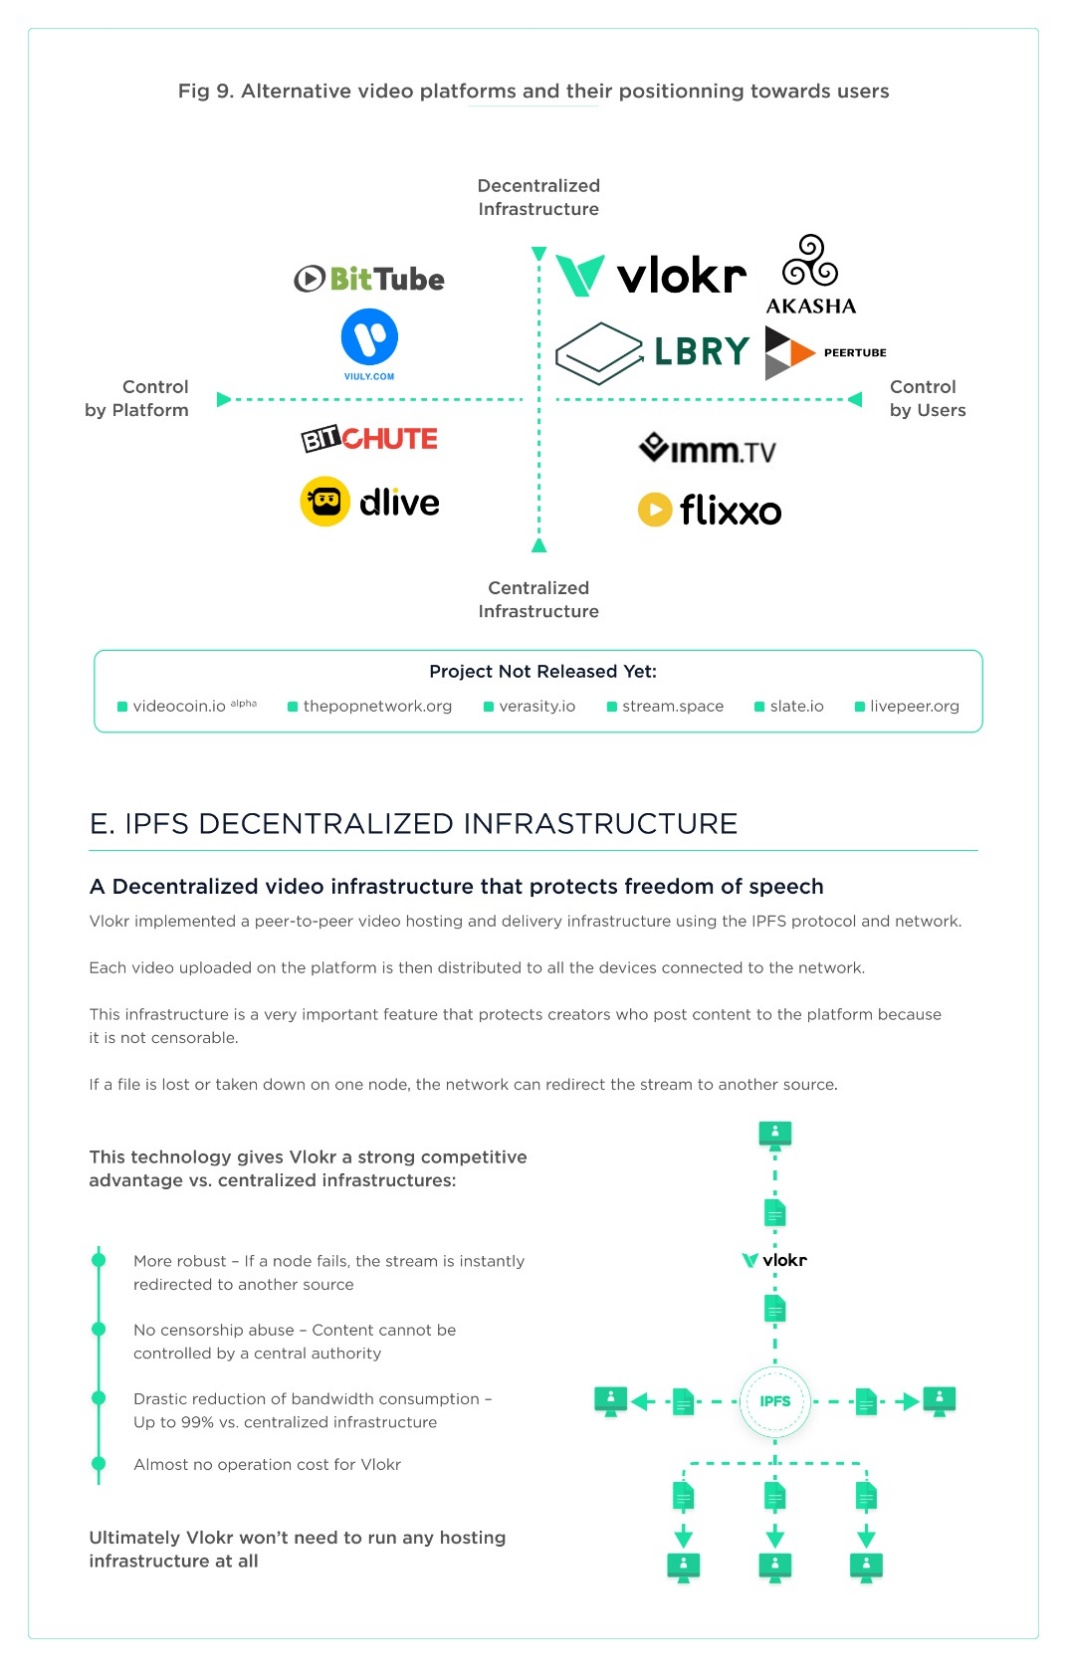 Fig 9. Alternative video platforms and their positionning towards users
Decentralized
Infrastructure
BitTube
vlokr
AKASHA
VIULY.COM
LBRY
PEERTUBE
Control
by Platform
Control
by Users
BITCHUTE
imm.TV
dlive
flixxo
Centralized
Infrastructure
Project Not Released Yet:
videocoin.io alpha thepopnetwork.org verasity.io stream.space slate.io livepeer.org
E. IPFS DECENTRALIZED INFRASTRUCTURE
A Decentralized video infrastructure that protects freedom of speech
Vlokr implemented a peer-to-peer video hosting and delivery infrastructure using the IPFS protocol and network.
Each video uploaded on the platform is then distributed to all the devices connected to the network.
This infrastructure is a very important feature that protects creators who post content to the platform because
it is not censorable.
If a file is lost or taken down on one node, the network can redirect the stream to another source.
This technology gives Vlokr a strong competitive
advantage vs. centralized infrastructures:
More robust – If a node fails, the stream is instantly
redirected to another source
No censorship abuse – Content cannot be
controlled by a central authority
Drastic reduction of bandwidth consumption –
Up to 99% vs. centralized infrastructure
Almost no operation cost for Vlokr
Ultimately Vlokr won't need to run any hosting
infrastructure at all
vlokr
IPFS